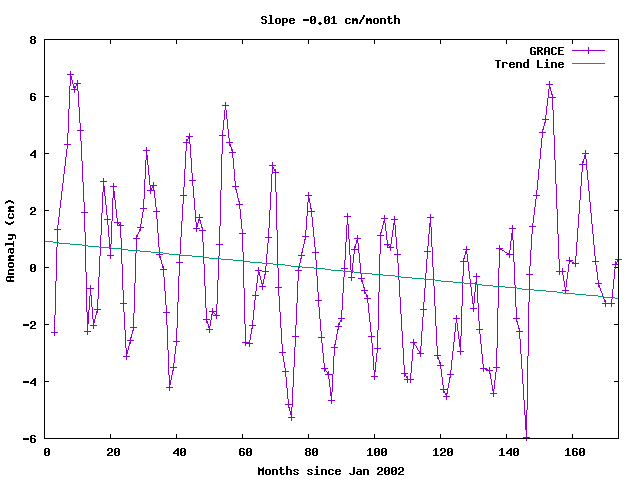 Slope -0.01 cm/month
GRACE
Trend Line
8
6
4
2
0
-2
-4
-6
Anomaly (cm)
0 20 40 60 80 100 120 140 160
Months since Jan 2002